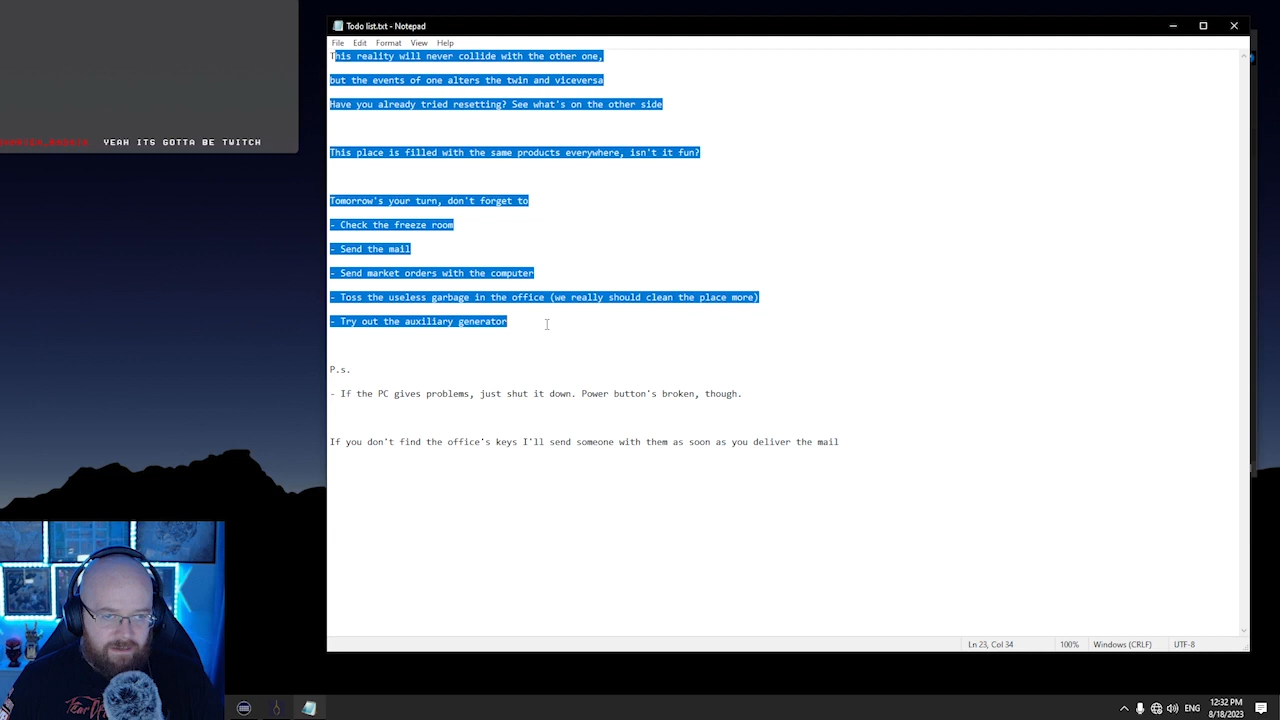 Todo list.txt - Notepad
File Edit Format View Help
This reality will never collide with the other one,
but the events of one alters the twin and viceversa
Have you already tried resetting? See what's on the other side
YEAH ITS GOTTA BE TWITCH
This place is filled with the same products everywhere, isn't it fun?
Tomorrow's your turn, don't forget to
- Check the freeze room
- Send the mail
- Send market orders with the computer
- Toss the useless garbage in the office (we really should clean the place more)
- Try out the auxiliary generator
P.s.
- If the PC gives problems, just shut it down. Power button's broken, though.
If you don't find the office's keys I'll send someone with them as soon as you deliver the mail
Ln 23, Col 34 100% Windows (CRLF) UTF-8
ENG 12:32 PM
8/18/2023